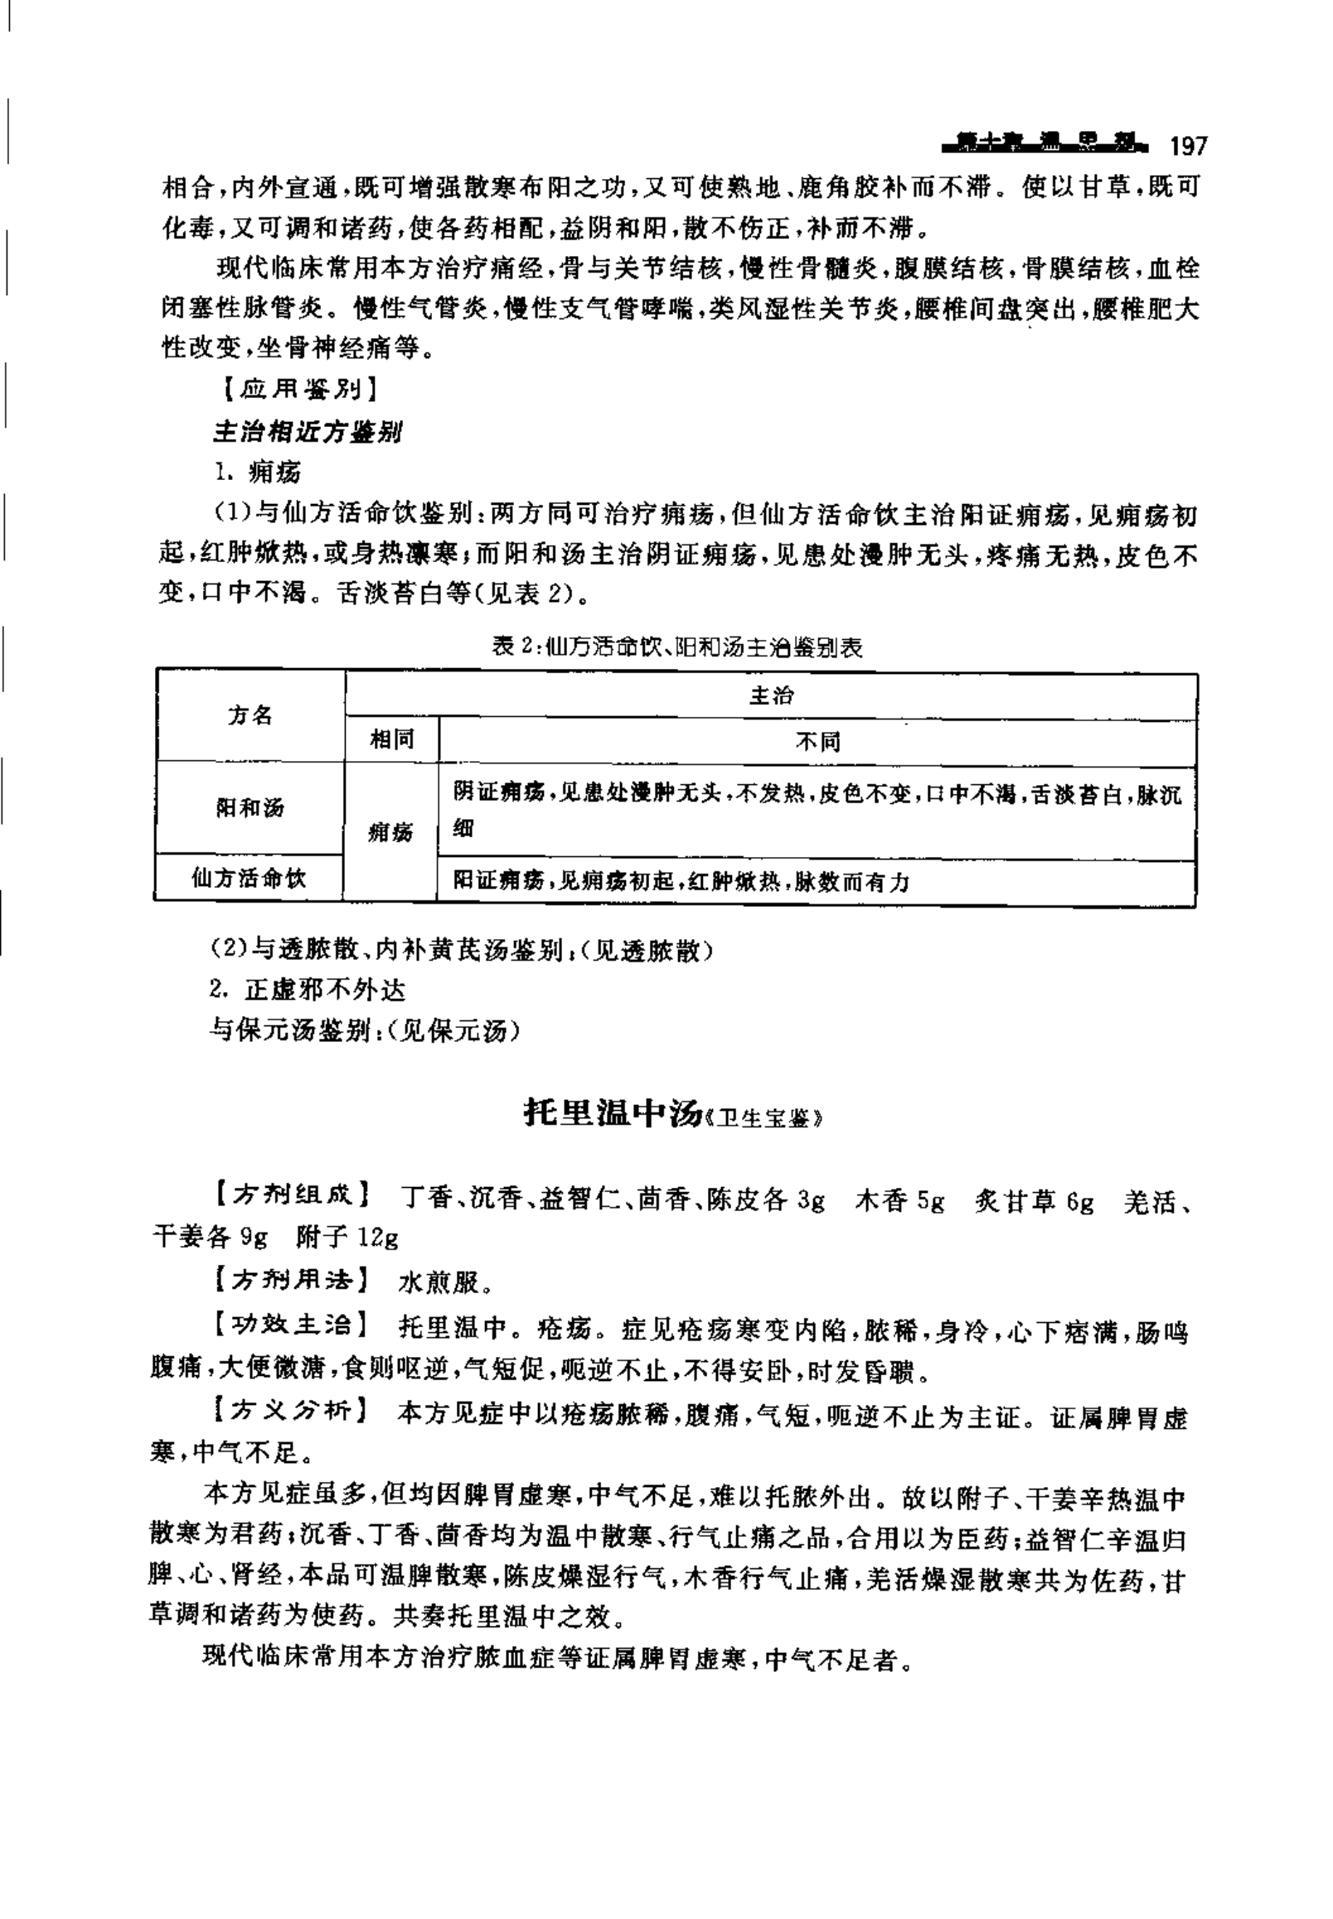 第十章 温 里 剂 197
相合,内外宣通,既可增强散寒布阳之功,又可使熟地、鹿角胶补而不滞。使以甘草,既可
化毒,又可调和诸药,使各药相配,益阴和阳,散不伤正,补而不滞。
现代临床常用本方治疗痛经,骨与关节结核,慢性骨髓炎,腹膜结核,骨膜结核,血栓
闭塞性脉管炎。慢性气管炎,慢性支气管哮喘,类风湿性关节炎,腰椎间盘突出,腰椎肥大
性改变,坐骨神经痛等。
【应用鉴别】
主治相近方鉴别
1. 痈疡
(1)与仙方活命饮鉴别:两方同可治疗痈疡,但仙方活命饮主治阳证痈疡,见痈疡初
起,红肿焮热,或身热凛寒;而阳和汤主治阴证痈疡,见患处漫肿无头,疼痛无热,皮色不
变,口中不渴。舌淡苔白等(见表 2)。
表 2:仙方活命饮、阳和汤主治鉴别表
方名 主治
相同 不同
阳和汤 痈疡 阴证痈疡,见患处漫肿无头,不发热,皮色不变,口中不渴,舌淡苔白,脉沉
细
仙方活命饮 阳证痈疡,见痈疡初起,红肿焮热,脉数而有力
(2)与透脓散、内补黄芪汤鉴别:(见透脓散)
2. 正虚邪不外达
与保元汤鉴别:(见保元汤)
托里温中汤《卫生宝鉴》
【方剂组成】 丁香、沉香、益智仁、茴香、陈皮各 3g 木香 5g 炙甘草 6g 羌活、
干姜各 9g 附子 12g
【方剂用法】 水煎服。
【功效主治】 托里温中。疮疡。症见疮疡寒变内陷,脓稀,身冷,心下痞满,肠鸣
腹痛,大便微溏,食则呕逆,气短促,呃逆不止,不得安卧,时发昏聩。
【方义分析】 本方见症中以疮疡脓稀,腹痛,气短,呃逆不止为主证。证属脾胃虚
寒,中气不足。
本方见症虽多,但均因脾胃虚寒,中气不足,难以托脓外出。故以附子、干姜辛热温中
散寒为君药;沉香、丁香、茴香均为温中散寒、行气止痛之品,合用以为臣药;益智仁辛温归
脾、心、肾经,本品可温脾散寒,陈皮燥湿行气,木香行气止痛,羌活燥湿散寒共为佐药,甘
草调和诸药为使药。共奏托里温中之效。
现代临床常用本方治疗脓血症等证属脾胃虚寒,中气不足者。